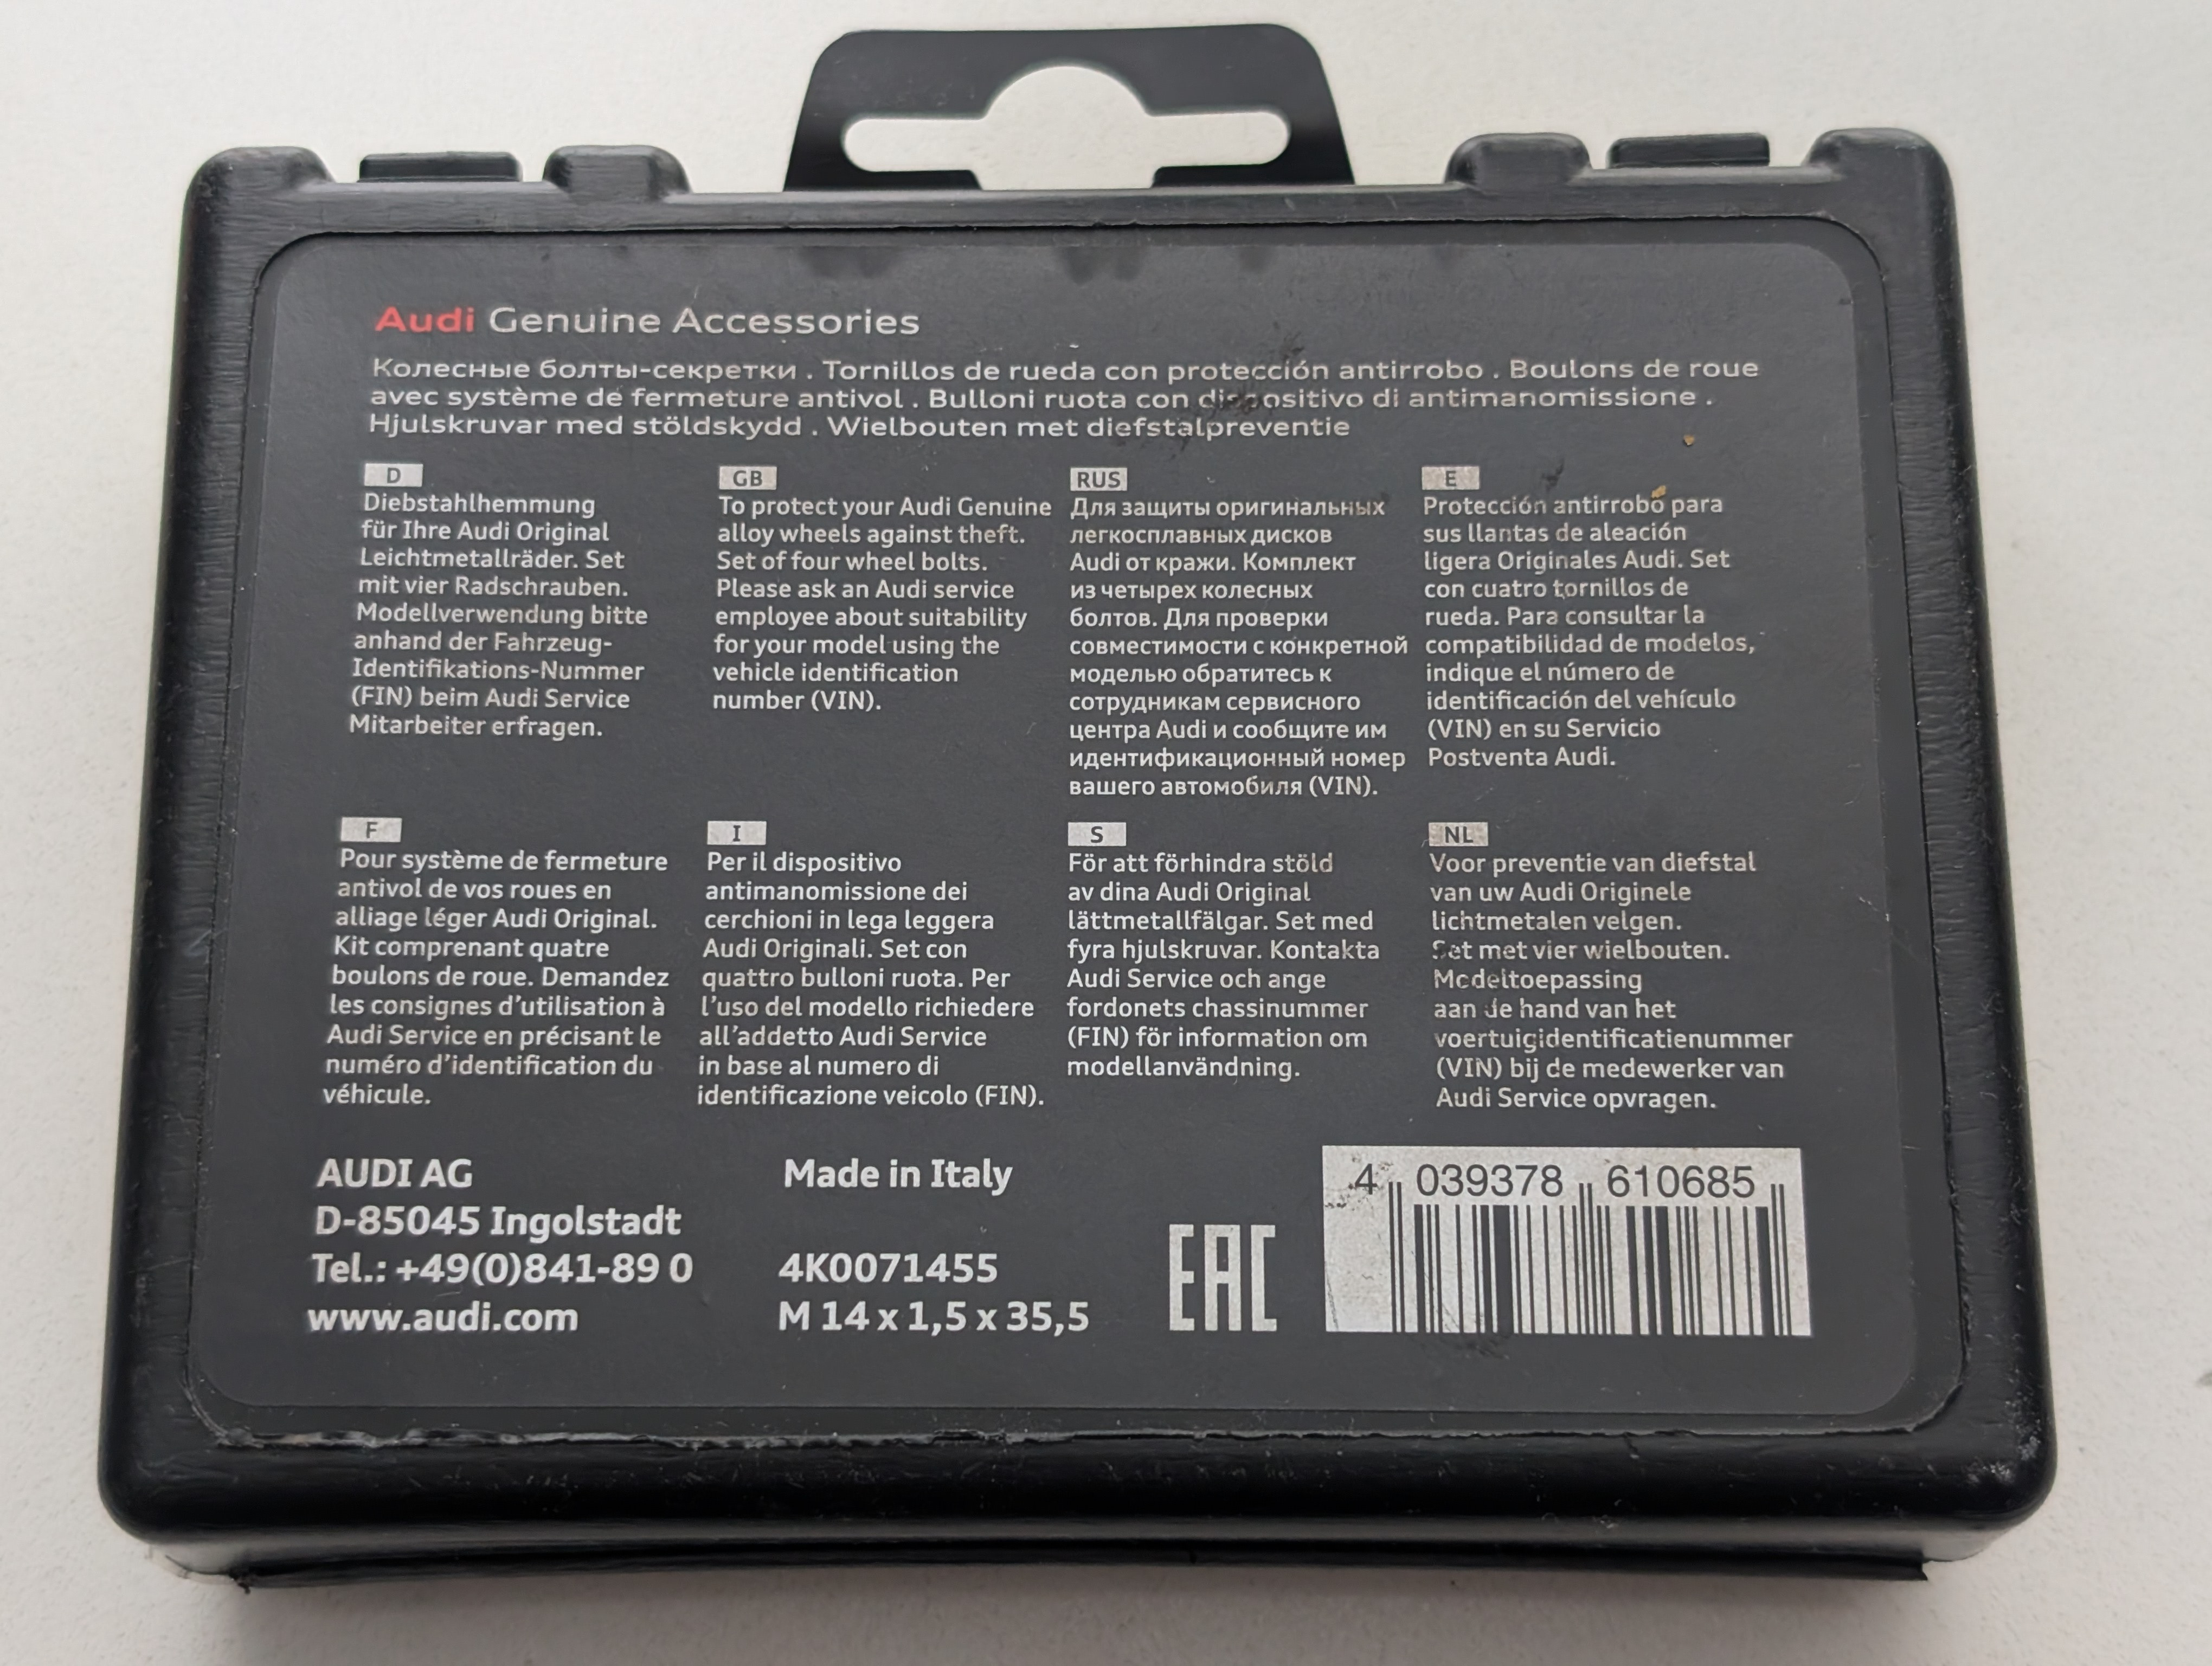 Audi Genuine Accessories
Колесные болты-секретки . Tornillos de rueda con protección antirrobo . Boulons de roue
avec système de fermeture antivol . Bulloni ruota con dispositivo di antimanomissione .
Hjulskruvar med stöldskydd . Wielbouten met diefstalpreventie
D
Diebstahlhemmung
für Ihre Audi Original
Leichtmetallräder. Set
mit vier Radschrauben.
Modellverwendung bitte
anhand der Fahrzeug-
Identifikations-Nummer
(FIN) beim Audi Service
Mitarbeiter erfragen.
GB
To protect your Audi Genuine
alloy wheels against theft.
Set of four wheel bolts.
Please ask an Audi service
employee about suitability
for your model using the
vehicle identification
number (VIN).
RUS
Для защиты оригинальных
легкосплавных дисков
Audi от кражи. Комплект
из четырех колесных
болтов. Для проверки
совместимости с конкретной
моделью обратитесь к
сотрудникам сервисного
центра Audi и сообщите им
идентификационный номер
вашего автомобиля (VIN).
E
Protección antirrobo para
sus llantas de aleación
ligera Originales Audi. Set
con cuatro tornillos de
rueda. Para consultar la
compatibilidad de modelos,
indique el número de
identificación del vehículo
(VIN) en su Servicio
Postventa Audi.
F
Pour système de fermeture
antivol de vos roues en
alliage léger Audi Original.
Kit comprenant quatre
boulons de roue. Demandez
les consignes d’utilisation à
Audi Service en précisant le
numéro d’identification du
véhicule.
I
Per il dispositivo
antimanomissione dei
cerchioni in lega leggera
Audi Originali. Set con
quattro bulloni ruota. Per
l’uso del modello richiedere
all’addetto Audi Service
in base al numero di
identificazione veicolo (FIN).
S
För att förhindra stöld
av dina Audi Original
lättmetallfälgar. Set med
fyra hjulskruvar. Kontakta
Audi Service och ange
fordonets chassinummer
(FIN) för information om
modellanvändning.
NL
Voor preventie van diefstal
van uw Audi Originele
lichtmetalen velgen.
Set met vier wielbouten.
Modeltoepassing
aan de hand van het
voertuigidentificatienummer
(VIN) bij de medewerker van
Audi Service opvragen.
AUDI AG
D-85045 Ingolstadt
Tel.: +49(0)841-89 0
www.audi.com
Made in Italy
4K0071455
M 14 x 1,5 x 35,5
EAC
4 039378 610685